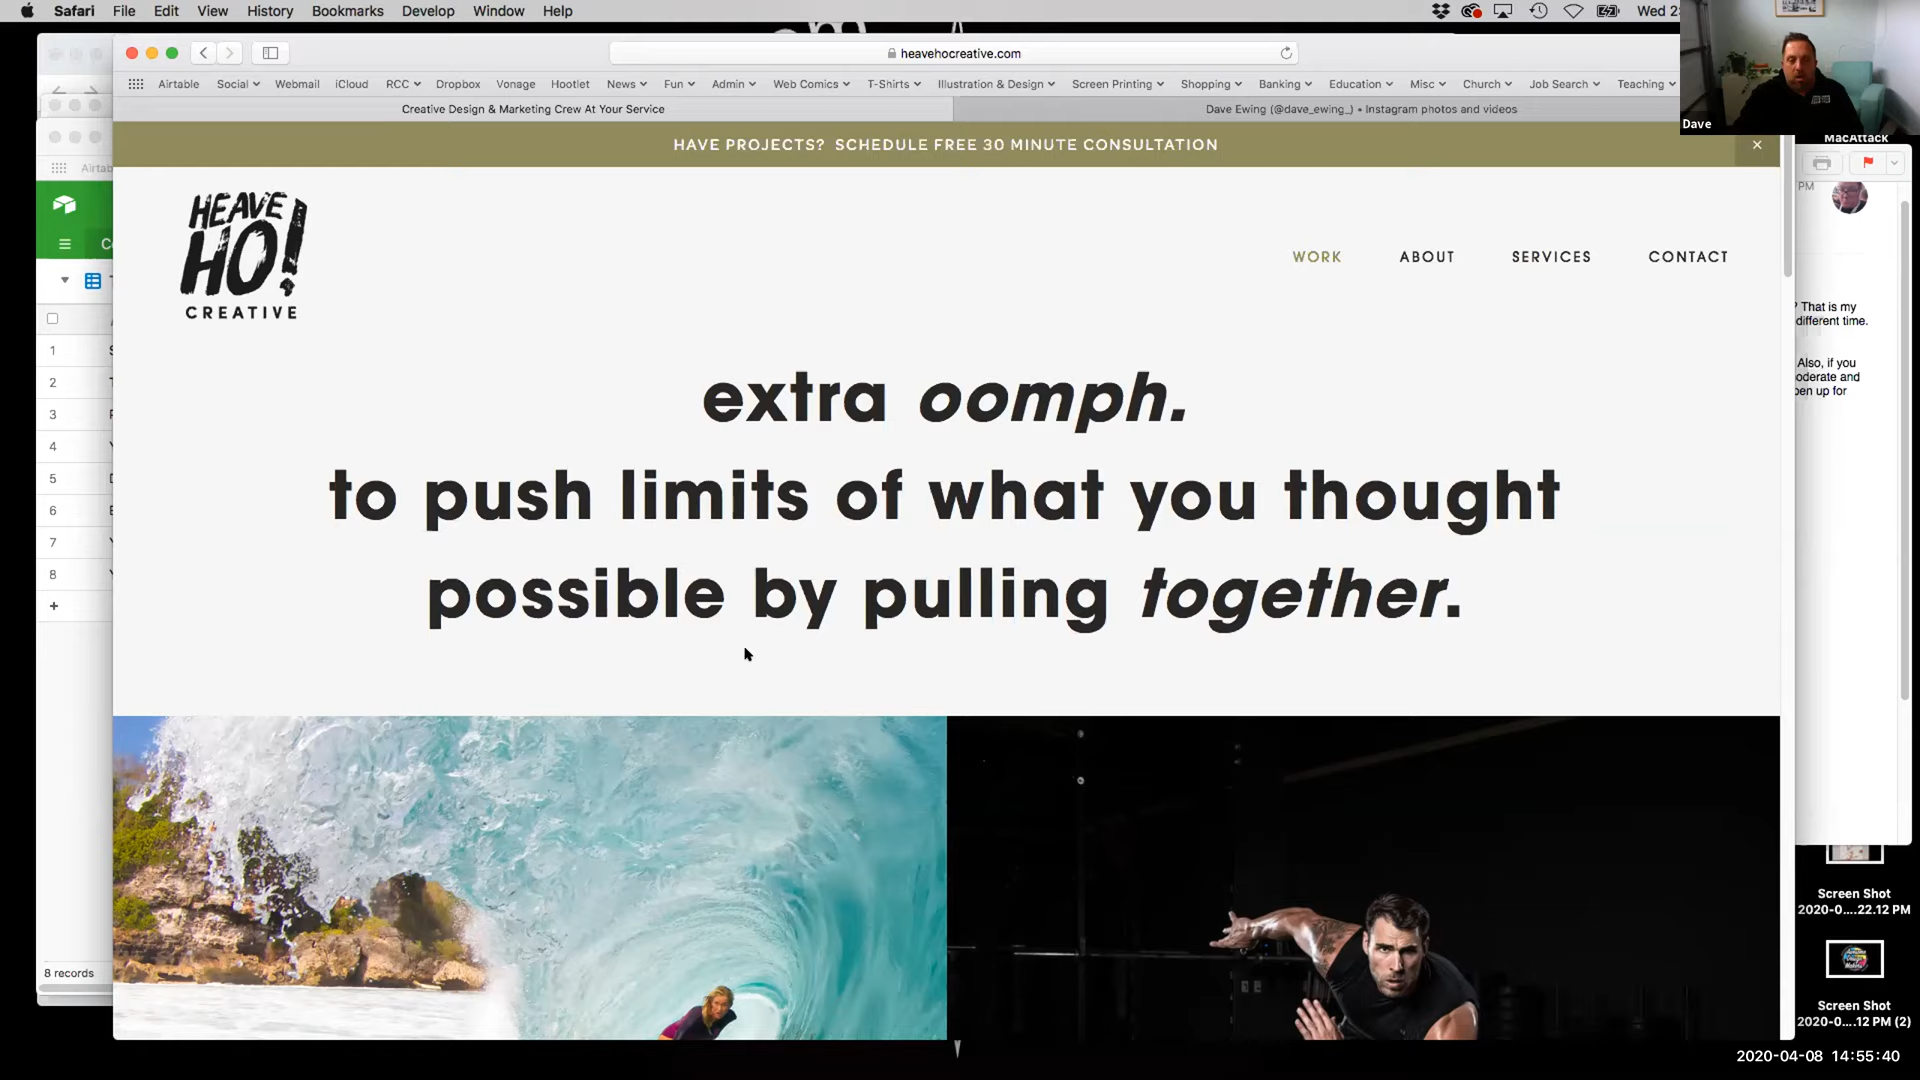 Safari File Edit View History Bookmarks Develop Window Help
Wed 2
heavehocreative.com
Airtable Social Webmail iCloud RCC Dropbox Vonage Hootlet News Fun Admin Web Comics T-Shirts Illustration & Design Screen Printing Shopping Banking Education Misc Church Job Search Teaching
Creative Design & Marketing Crew At Your Service
Dave Ewing (@dave_ewing_) • Instagram photos and videos
Dave
MacAttack
HAVE PROJECTS? SCHEDULE FREE 30 MINUTE CONSULTATION
×
Airtab
PM
HEAVE
HO!
CREATIVE
WORK ABOUT SERVICES CONTACT
? That is my
different time.
Also, if you
oderate and
pen up for
extra oomph.
to push limits of what you thought
possible by pulling together.
1
2
3
4
5
6
7
8
+
8 records
Screen Shot
2020-0....22.12 PM
Screen Shot
2020-0....12 PM (2)
2020-04-08 14:55:40